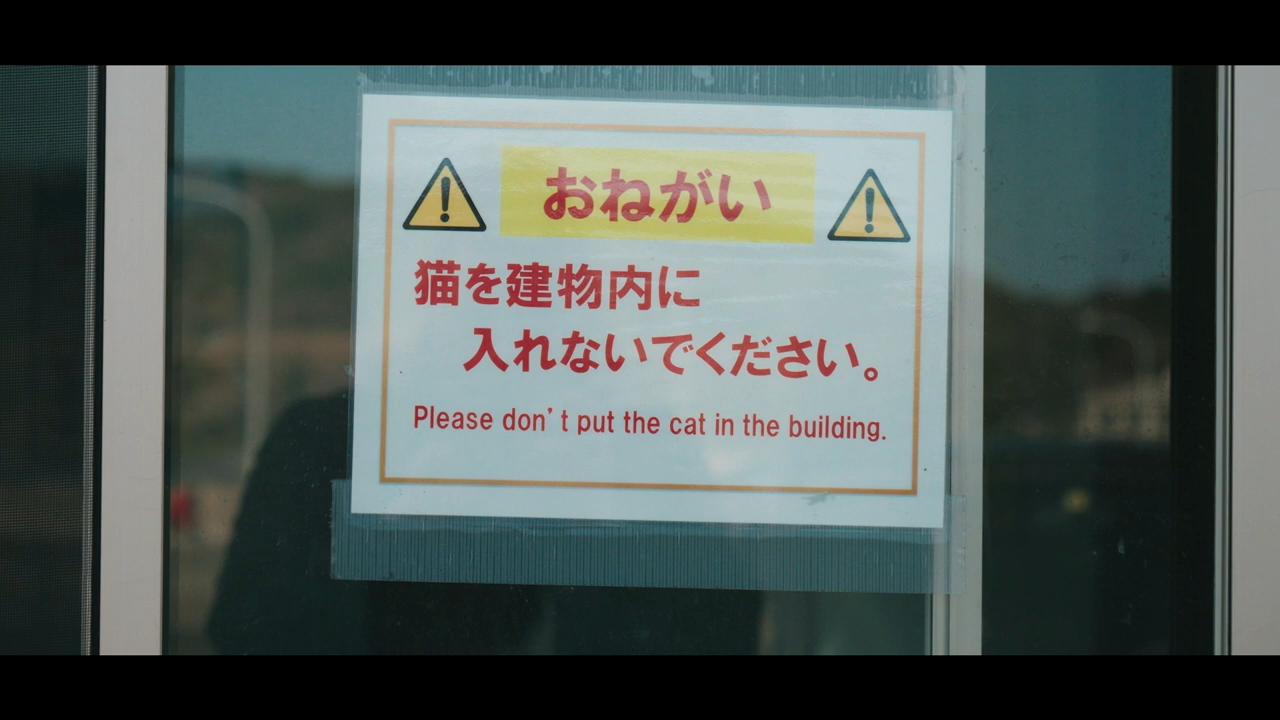 おねがい
猫を建物内に
入れないでください。
Please don't put the cat in the building.